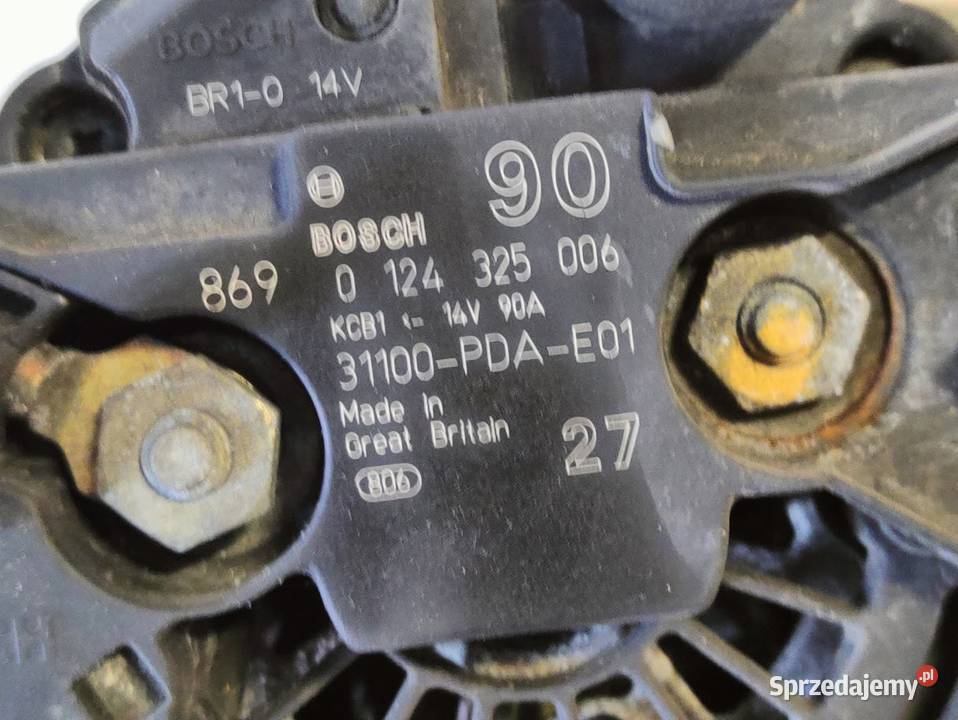 BOSCH
BR1-0 14V
90
BOSCH
869 0 124 325 006
KCB1 <- 14V 90A
31100-PDA-E01
Made in
Great Britain
27
806
Sprzedajemy.pl